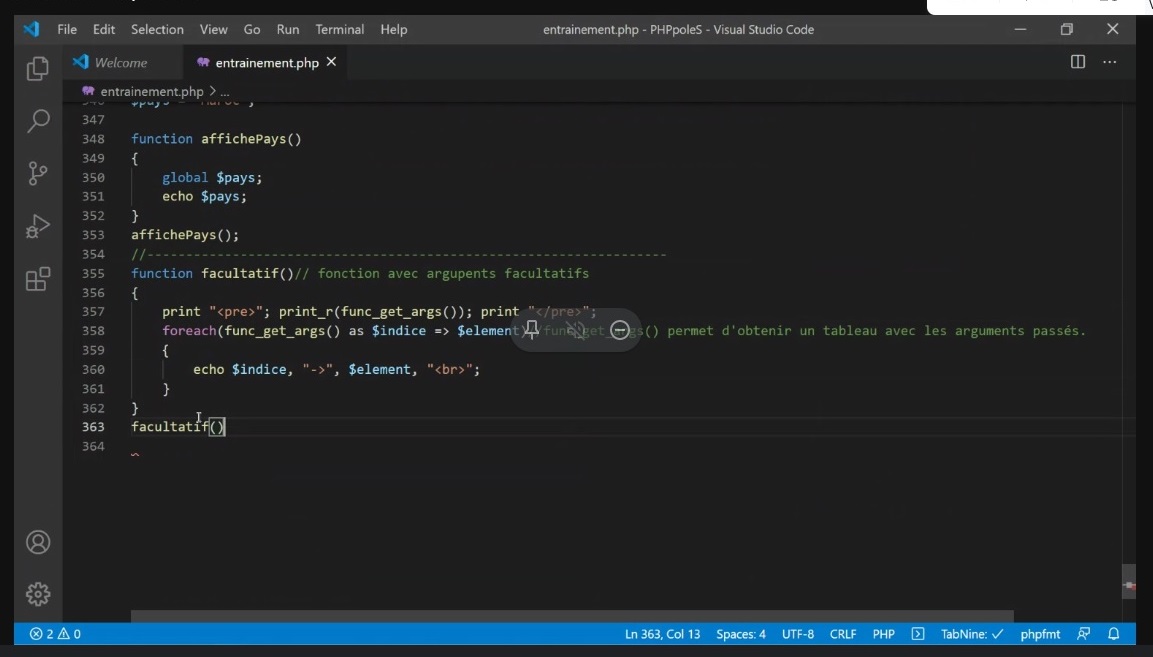 File Edit Selection View Go Run Terminal Help entrainement.php - PHPpoleS - Visual Studio Code
Welcome entrainement.php
entrainement.php > ...
346 $pays = "Maroc";
347
348 function affichePays()
349 {
350 global $pays;
351 echo $pays;
352 }
353 affichePays();
354 //-------------------------------------------------------------------
355 function facultatif()// fonction avec argupents facultatifs
356 {
357 print "<pre>"; print_r(func_get_args()); print "</pre>";
358 foreach(func_get_args() as $indice => $element)//func_get_args() permet d'obtenir un tableau avec les arguments passés.
359 {
360 echo $indice, "->", $element, "<br>";
361 }
362 }
363 facultatif()
364
2 0 Ln 363, Col 13 Spaces: 4 UTF-8 CRLF PHP TabNine: ✓ phpfmt